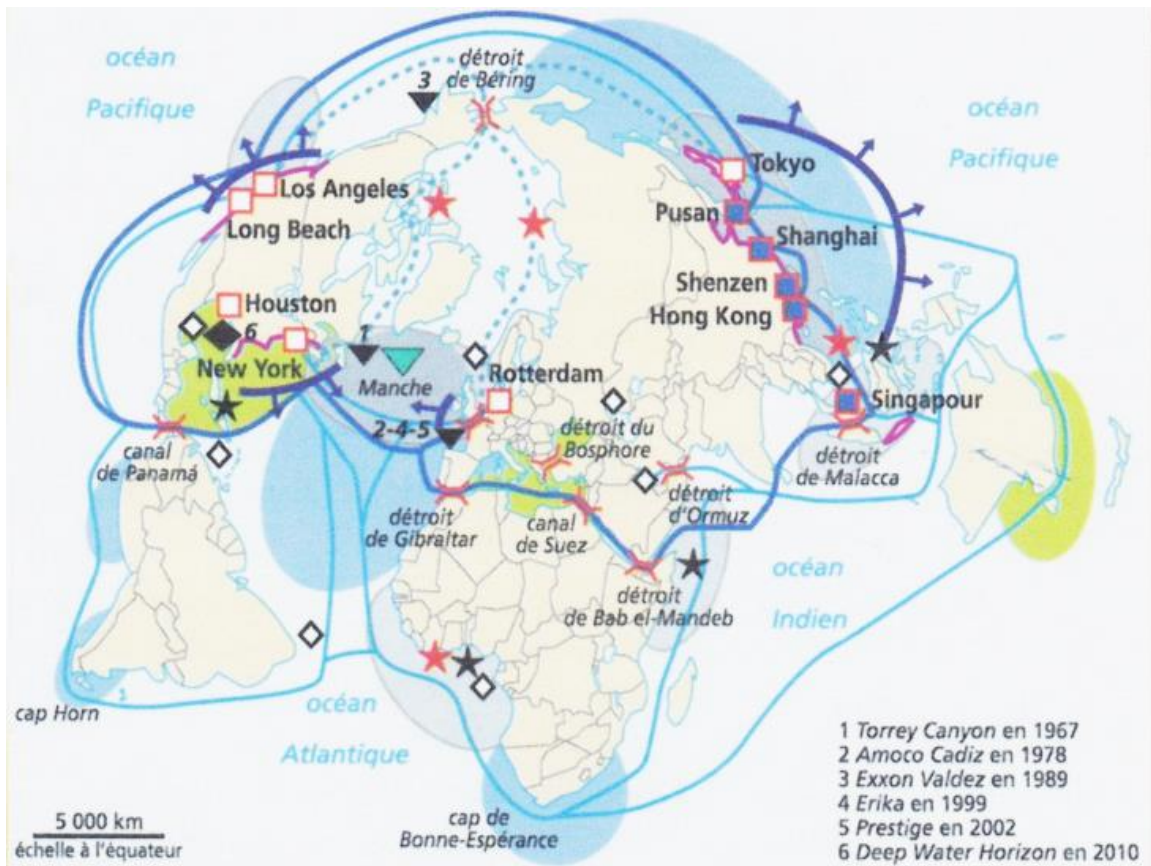 océan
Pacifique
3
détroit
de Béring
océan
Pacifique
Tokyo
Los Angeles
Long Beach
Pusan
Shanghai
Shenzen
Hong Kong
Houston
6
1
New York
Manche
Rotterdam
2-4-5
Singapour
détroit du
Bosphore
canal
de Panamá
détroit
de Malacca
détroit
d'Ormuz
détroit
de Gibraltar
canal
de Suez
détroit
de Bab el-Mandeb
océan
Indien
cap Horn
océan
Atlantique
cap de
Bonne-Espérance
5 000 km
échelle à l'équateur
1 Torrey Canyon en 1967
2 Amoco Cadiz en 1978
3 Exxon Valdez en 1989
4 Erika en 1999
5 Prestige en 2002
6 Deep Water Horizon en 2010